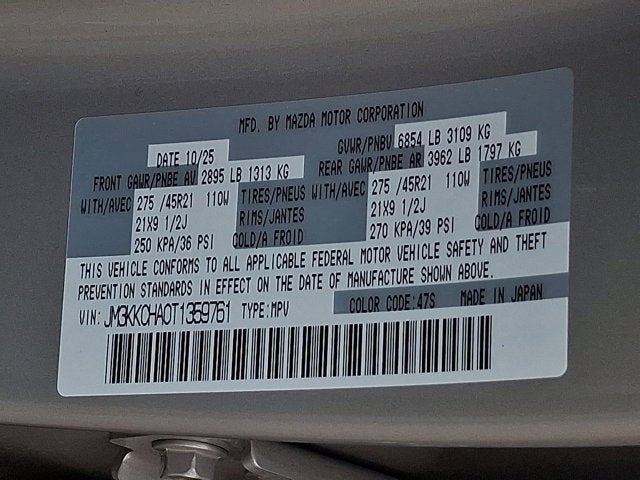 MFD. BY MAZDA MOTOR CORPORATION
DATE 10/25 GVWR/PNBV 6854 LB 3109 KG
FRONT GAWR/PNBE AV 2895 LB 1313 KG REAR GAWR/PNBE AR 3962 LB 1797 KG
WITH/AVEC 275 /45R21 110W TIRES/PNEUS WITH/AVEC 275 /45R21 110W TIRES/PNEUS
21X9 1/2J RIMS/JANTES 21X9 1/2J RIMS/JANTES
250 KPA/36 PSI COLD/A FROID 270 KPA/39 PSI COLD/A FROID
THIS VEHICLE CONFORMS TO ALL APPLICABLE FEDERAL MOTOR VEHICLE SAFETY AND THEFT
PREVENTION STANDARDS IN EFFECT ON THE DATE OF MANUFACTURE SHOWN ABOVE.
VIN: JM3KKCHA0T1359761 TYPE: MPV COLOR CODE: 47S MADE IN JAPAN